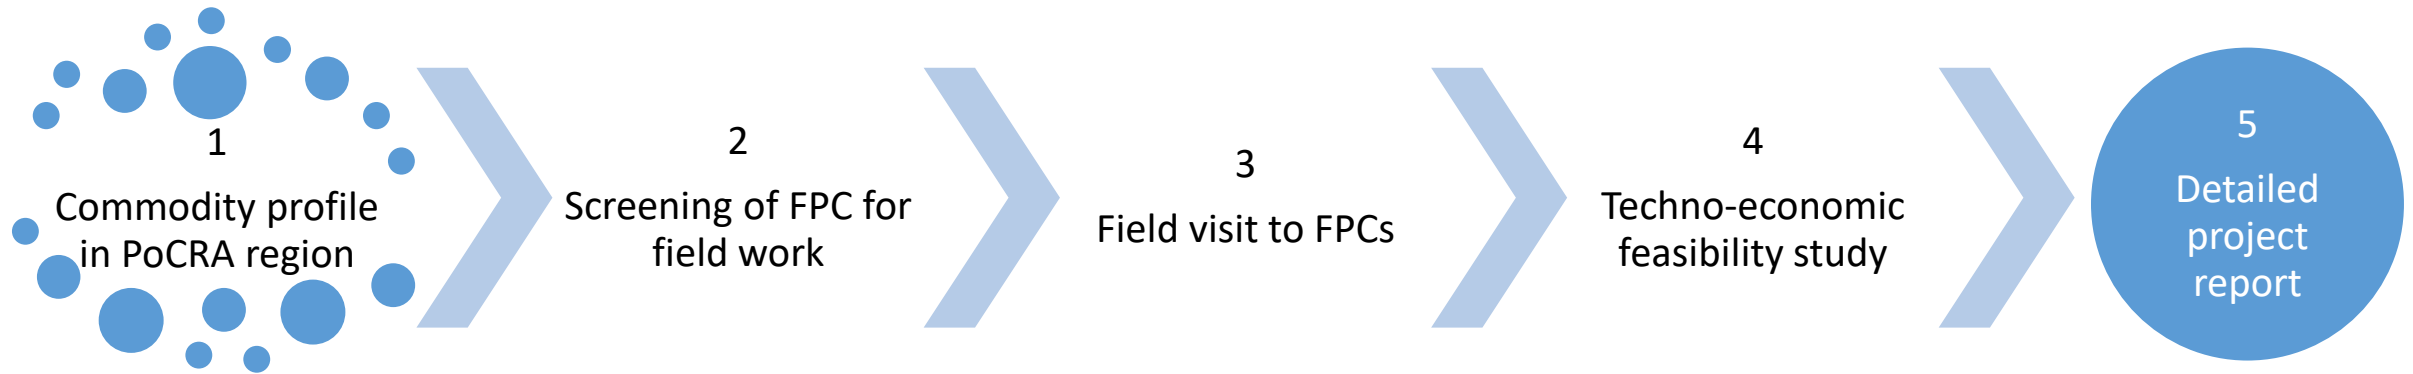 1
Commodity profile
in PoCRA region
2
Screening of FPC for
field work
3
Field visit to FPCs
4
Techno-economic
feasibility study
5
Detailed
project
report